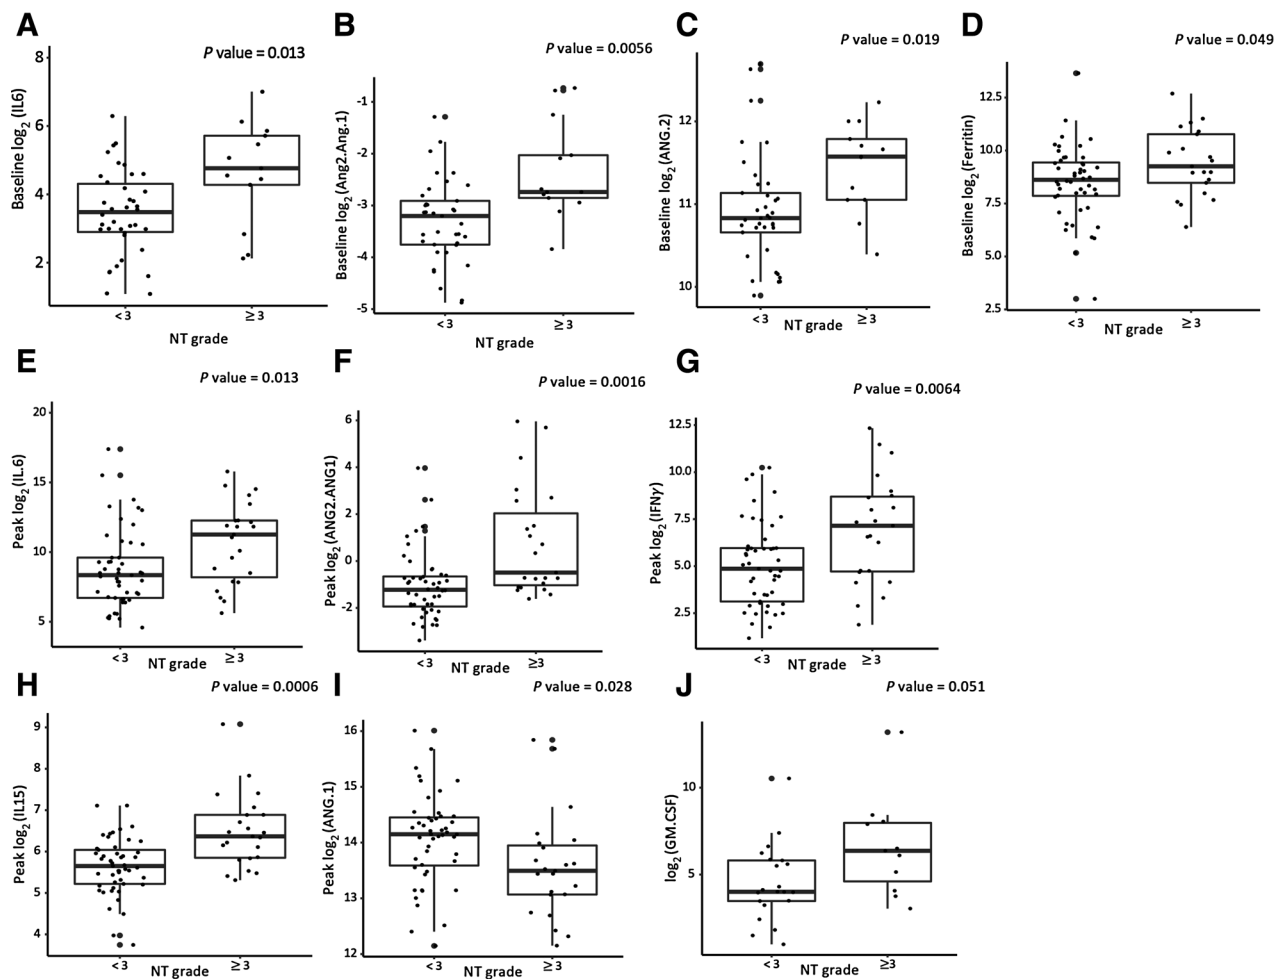 A
P value = 0.013
Baseline log2 (IL6)
8
6
4
2
<3
≥3
NT grade
B
P value = 0.0056
Baseline log2 (Ang2.Ang.1)
-1
-2
-3
-4
-5
<3
≥3
NT grade
C
P value = 0.019
Baseline log2 (ANG.2)
12
11
10
<3
≥3
NT grade
D
P value = 0.049
Baseline log2 (Ferritin)
12.5
10.0
7.5
5.0
2.5
<3
≥3
NT grade
E
P value = 0.013
Peak log2 (IL.6)
20
15
10
5
<3
≥3
NT grade
F
P value = 0.0016
Peak log2 (ANG2.ANG1)
6
4
2
0
-2
<3
≥3
NT grade
G
P value = 0.0064
Peak log2 (IFNγ)
12.5
10.0
7.5
5.0
2.5
<3
≥3
NT grade
H
P value = 0.0006
Peak log2 (IL15)
9
8
7
6
5
4
<3
≥3
NT grade
I
P value = 0.028
Peak log2 (ANG.1)
16
15
14
13
12
<3
≥3
NT grade
J
P value = 0.051
log2 (GM.CSF)
10
5
<3
≥3
NT grade